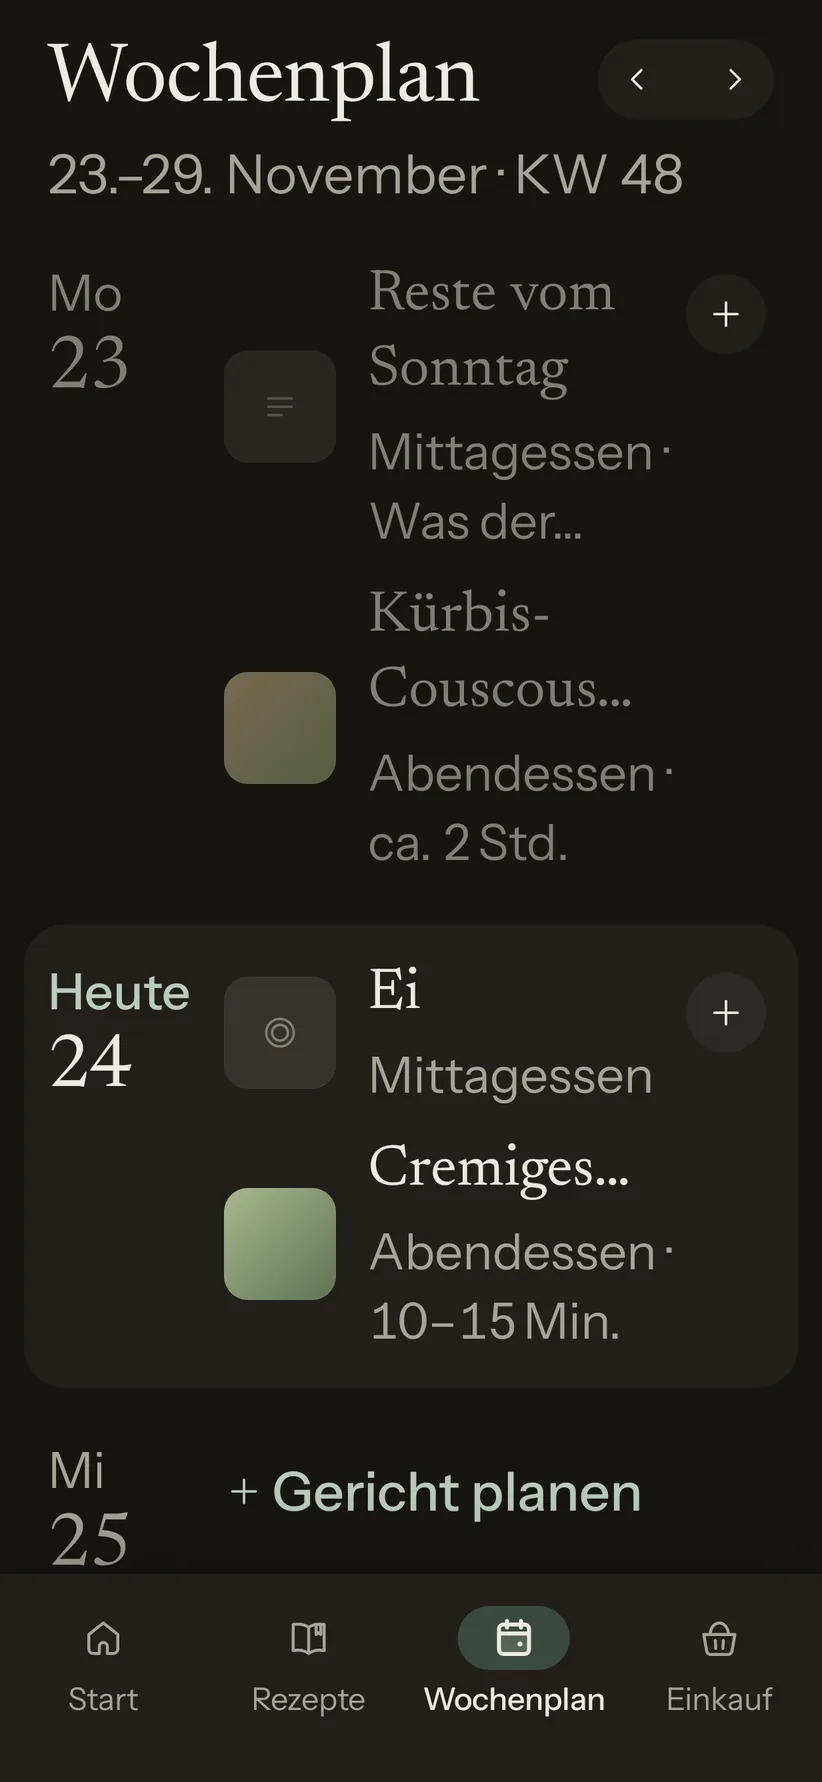 Wochenplan
23.–29. November · KW 48
Mo
23
Reste vom
Sonntag
Mittagessen ·
Was der...
Kürbis-
Couscous...
Abendessen ·
ca. 2 Std.
Heute
24
Ei
Mittagessen
Cremiges...
Abendessen ·
10–15 Min.
Mi
25
+ Gericht planen
Start
Rezepte
Wochenplan
Einkauf